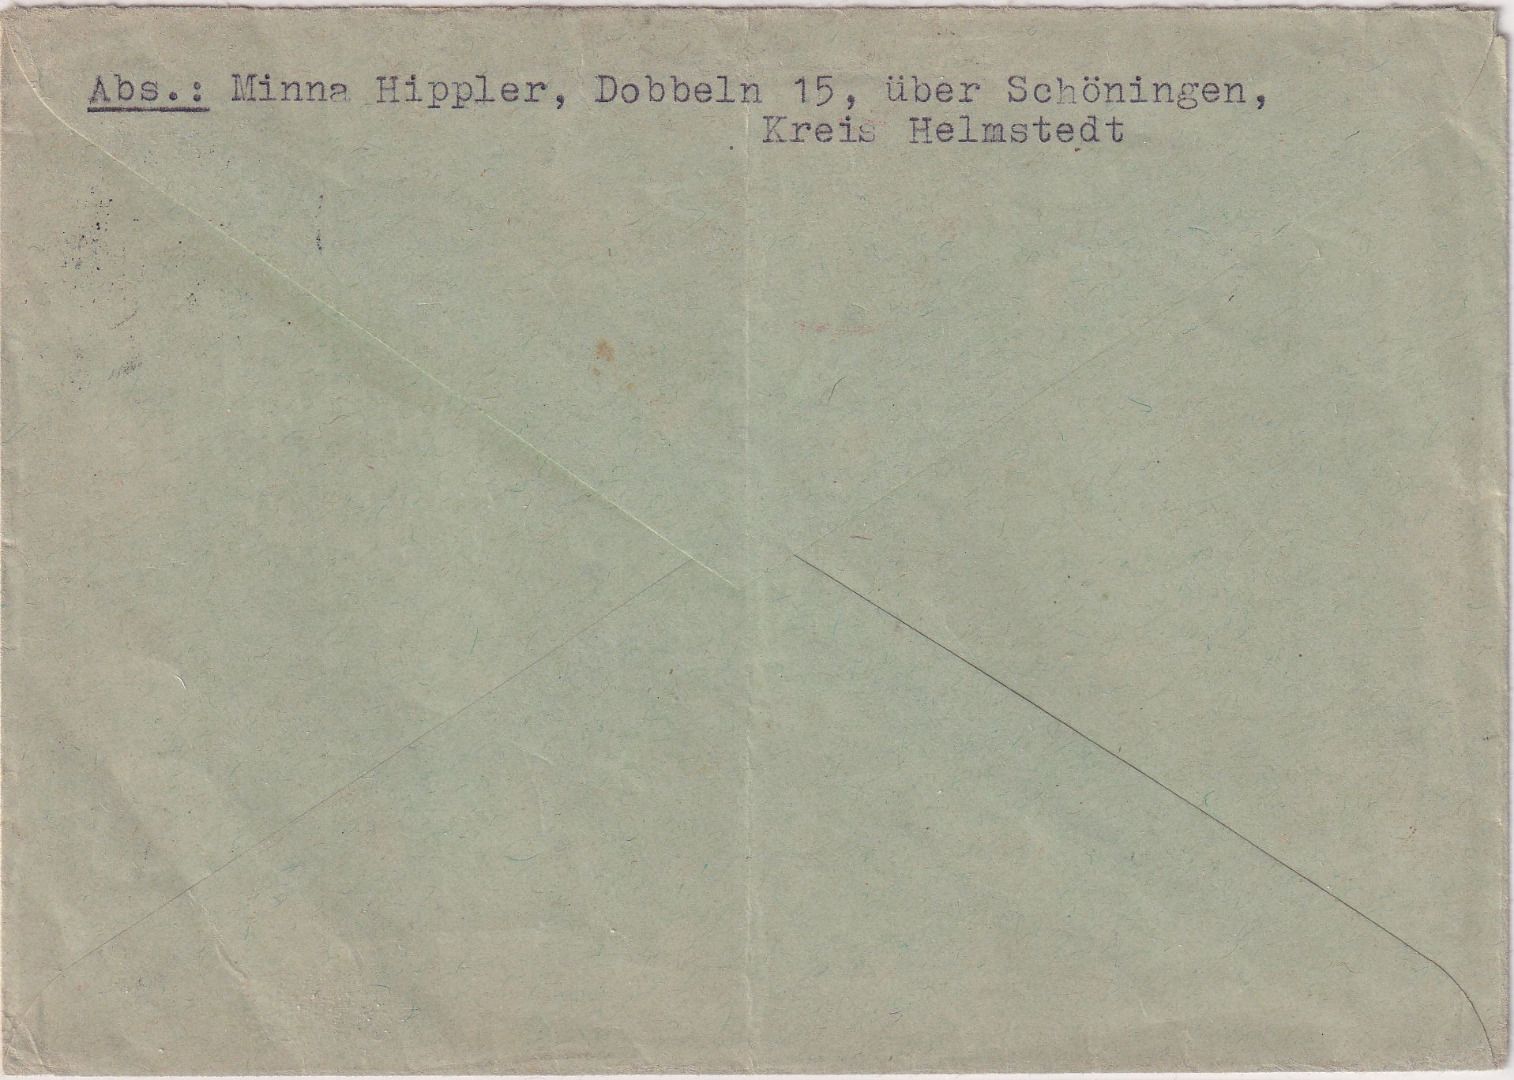 Abs.: Minna Hippler, Dobbeln 15, über Schöningen,
Kreis Helmstedt